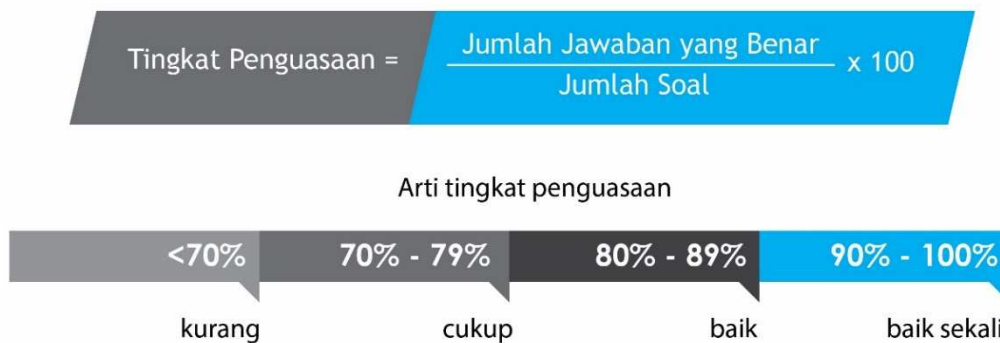 Tingkat Penguasaan = Jumlah Jawaban yang Benar / Jumlah Soal x 100
Arti tingkat penguasaan
<70% 70% - 79% 80% - 89% 90% - 100%
kurang cukup baik baik sekali